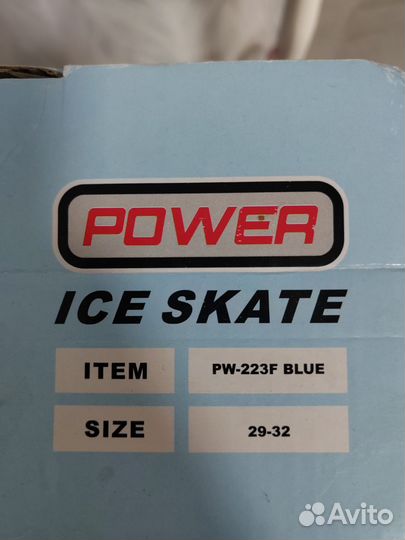 POWER
ICE SKATE
ITEM PW-223F BLUE
SIZE 29-32
Avito